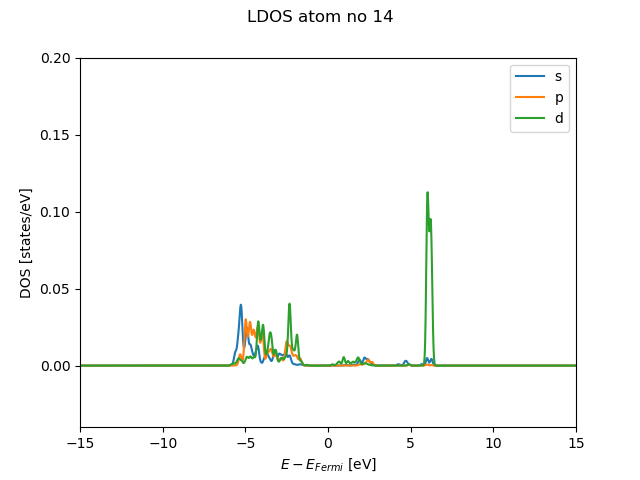 LDOS atom no 14
0.20
0.15
0.10
0.05
0.00
DOS [states/eV]
s
p
d
−15
−10
−5
0
5
10
15
E − E_Fermi [eV]